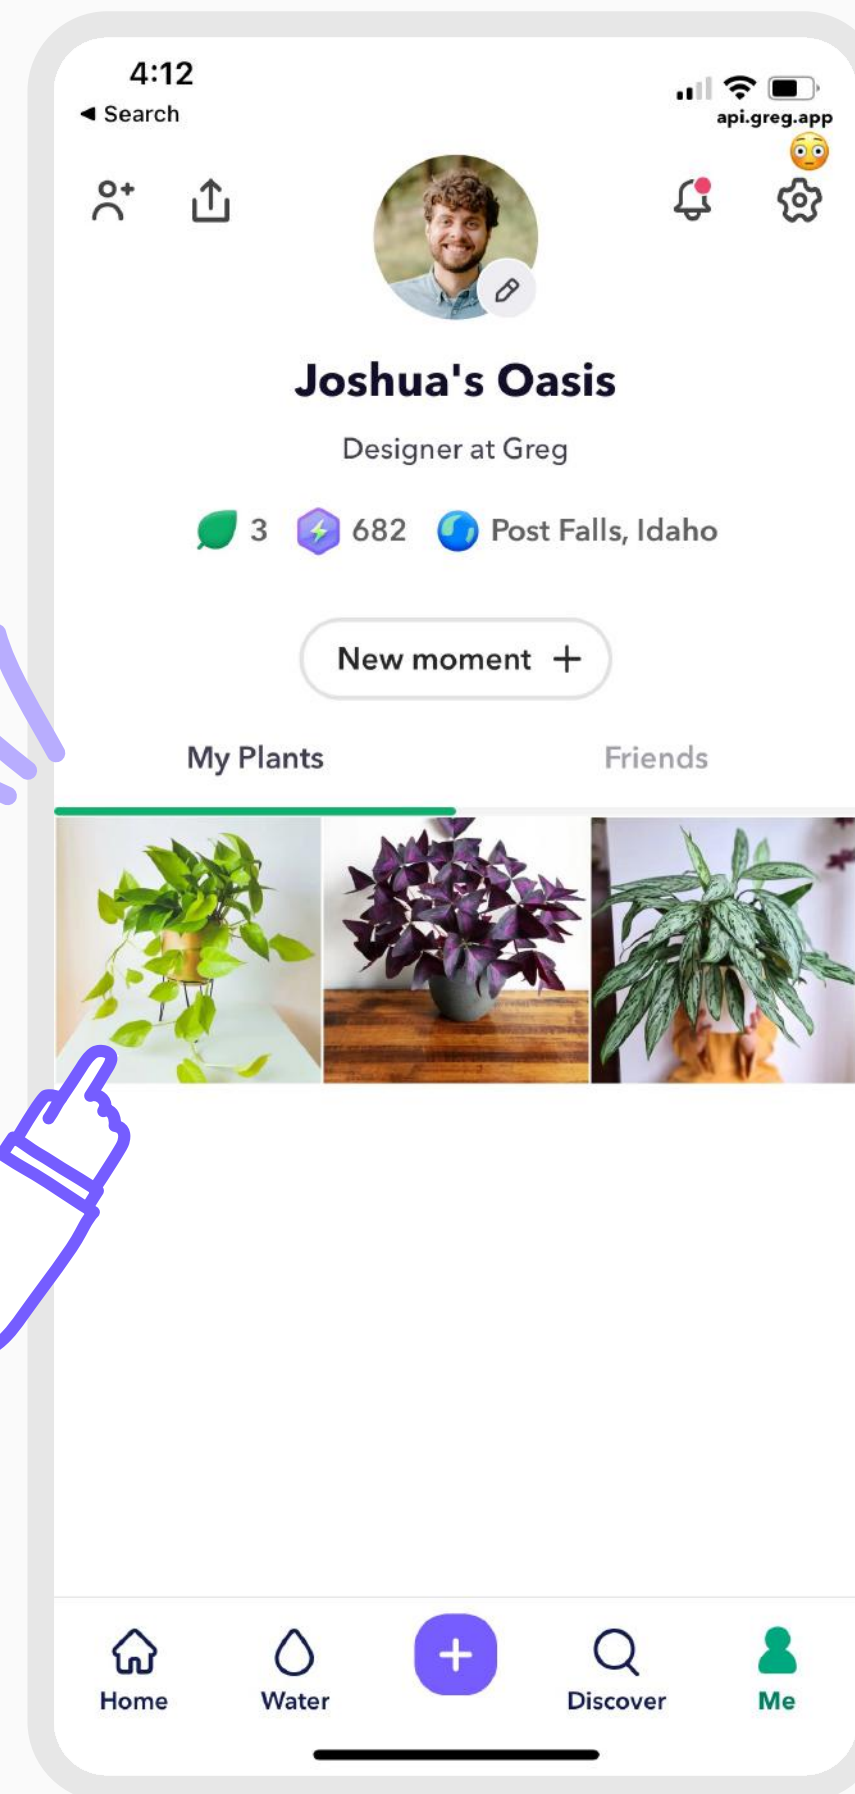 4:12
◀ Search
api.greg.app
Joshua's Oasis
Designer at Greg
3 682 Post Falls, Idaho
New moment +
My Plants Friends
Home Water Discover Me